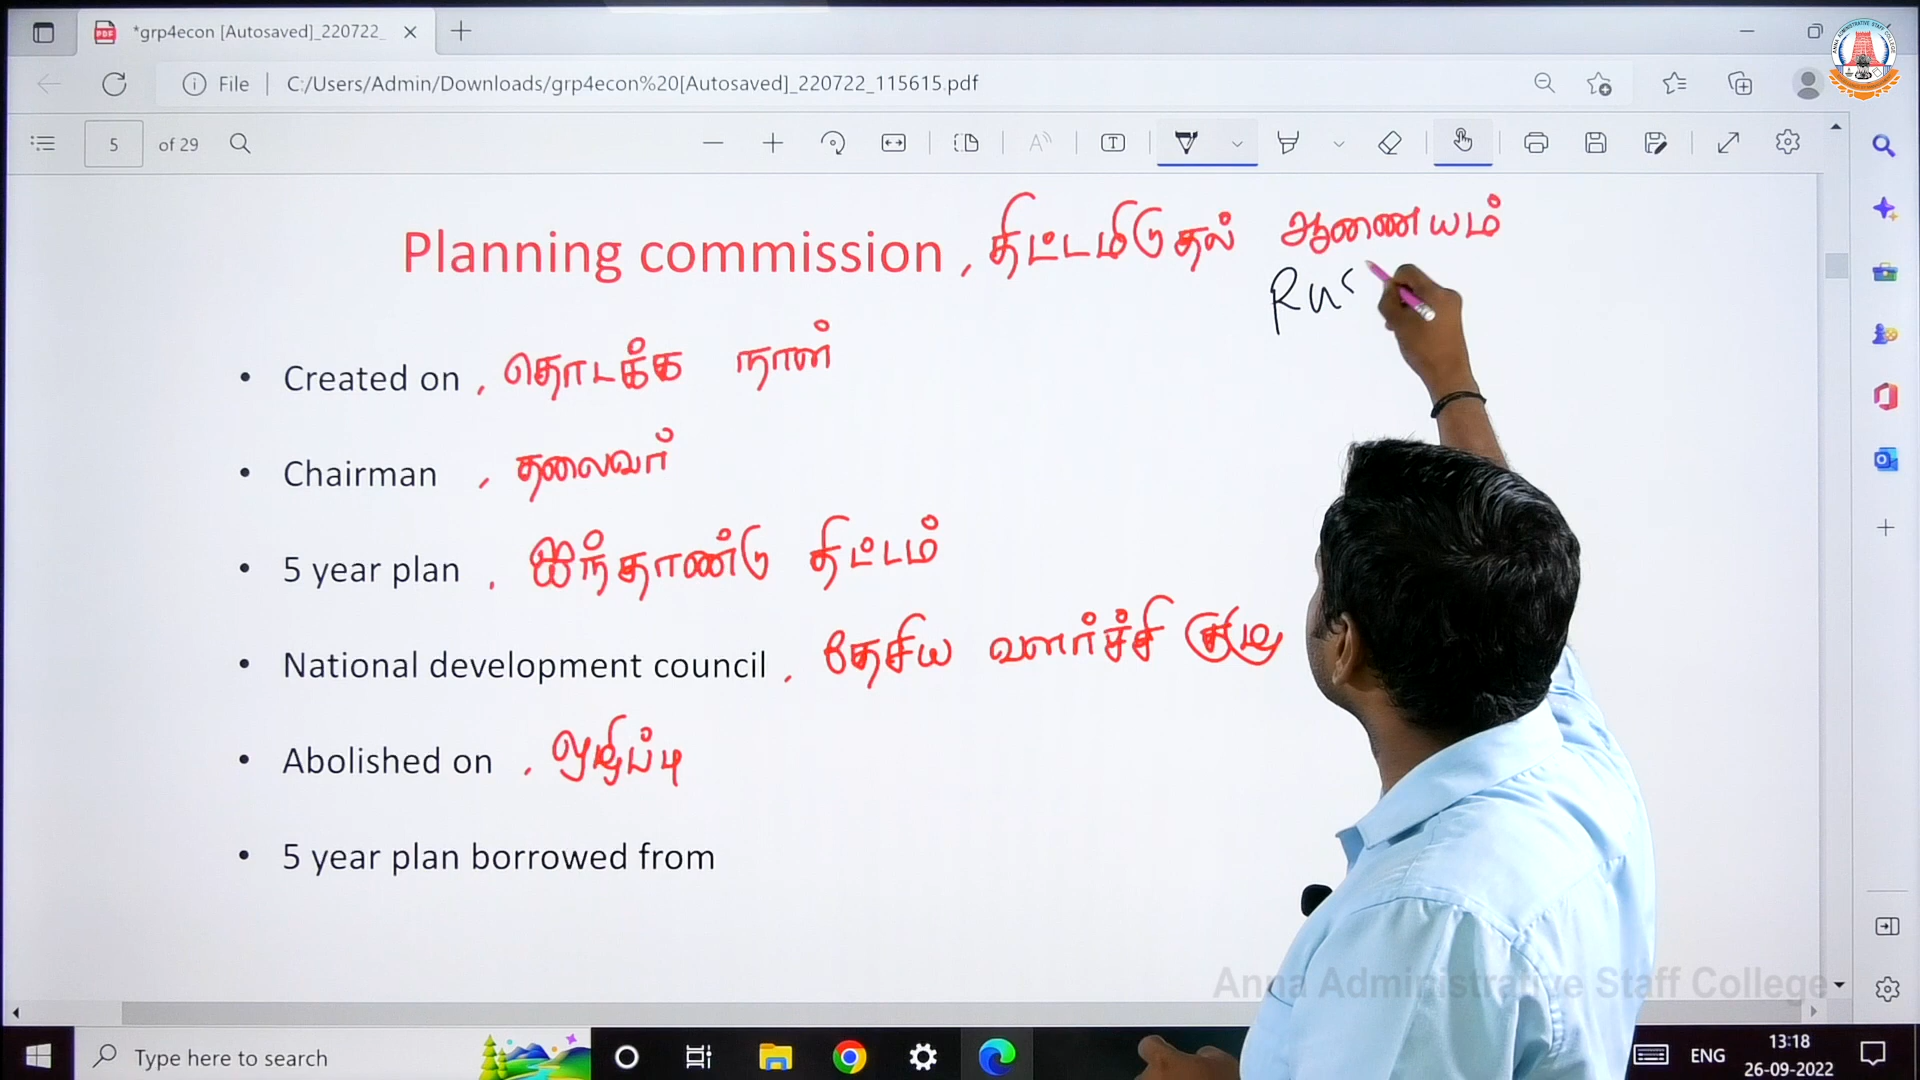 *grp4econ [Autosaved]_220722_
File
C:/Users/Admin/Downloads/grp4econ%20[Autosaved]_220722_115615.pdf
5 of 29
Planning commission , திட்டமிடுதல் ஆணையம்
Rus
Created on , தொடக்க நாள்
Chairman , தலைவர்
5 year plan , ஐந்தாண்டு திட்டம்
National development council , தேசிய வளர்ச்சி குழு
Abolished on ,
5 year plan borrowed from
Anna Administrative Staff College
Type here to search
ENG
13:18
26-09-2022